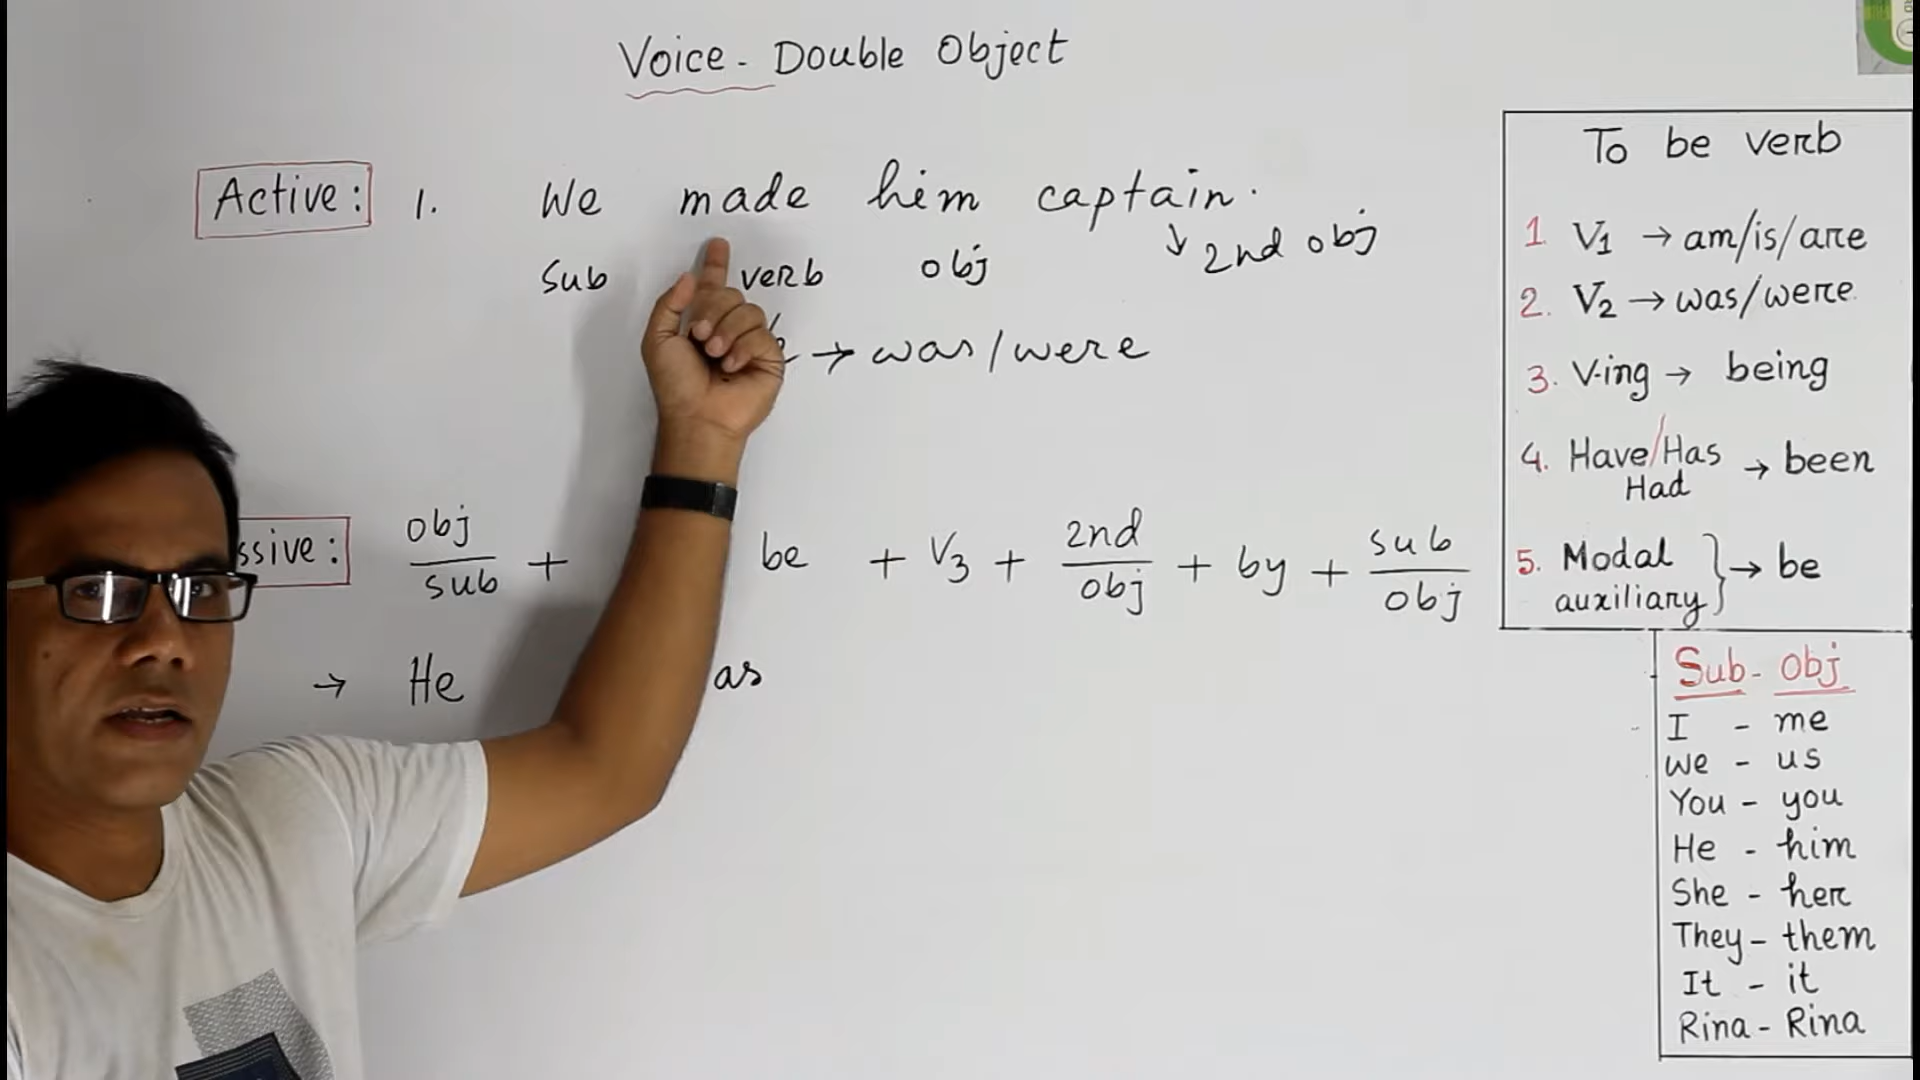 Voice - Double Object
Active: 1. We made him captain.
Sub verb obj ↓ 2nd obj
→ was/were
ssive: obj/sub + be + V3 + 2nd/obj + by + sub/obj
→ He as
To be verb
1. V1 → am/is/are
2. V2 → was/were
3. V-ing → being
4. Have/Has → been
Had
5. Modal
auxiliary } → be
Sub - Obj
I - me
We - us
You - you
He - him
She - her
They - them
It - it
Rina - Rina